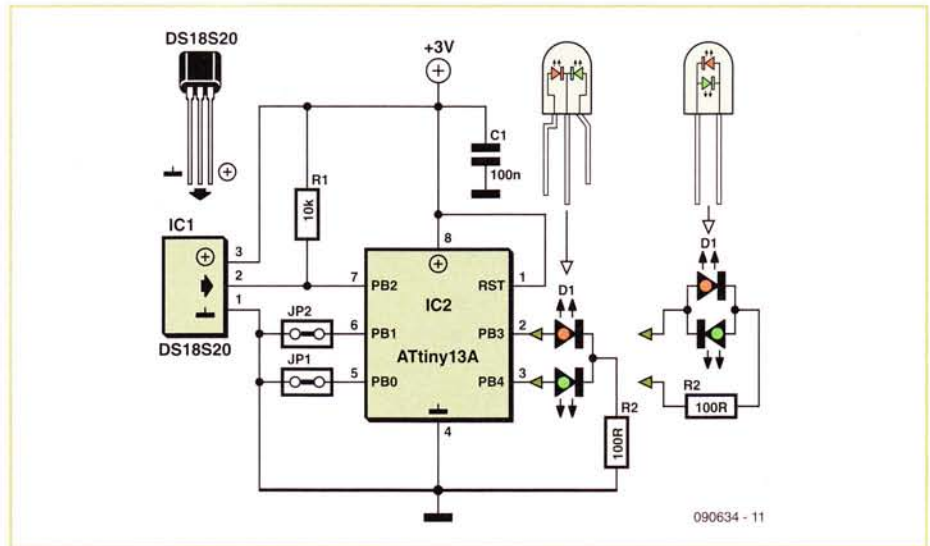 DS18S20
+3V
C1
100n
R1
10k
IC1
3
2
1
DS18S20
JP2
JP1
8
7
6
5
PB2
PB1
PB0
IC2
ATtiny13A
RST
PB3
PB4
1
2
3
4
D1
R2
100R
D1
R2
100R
090634 - 11